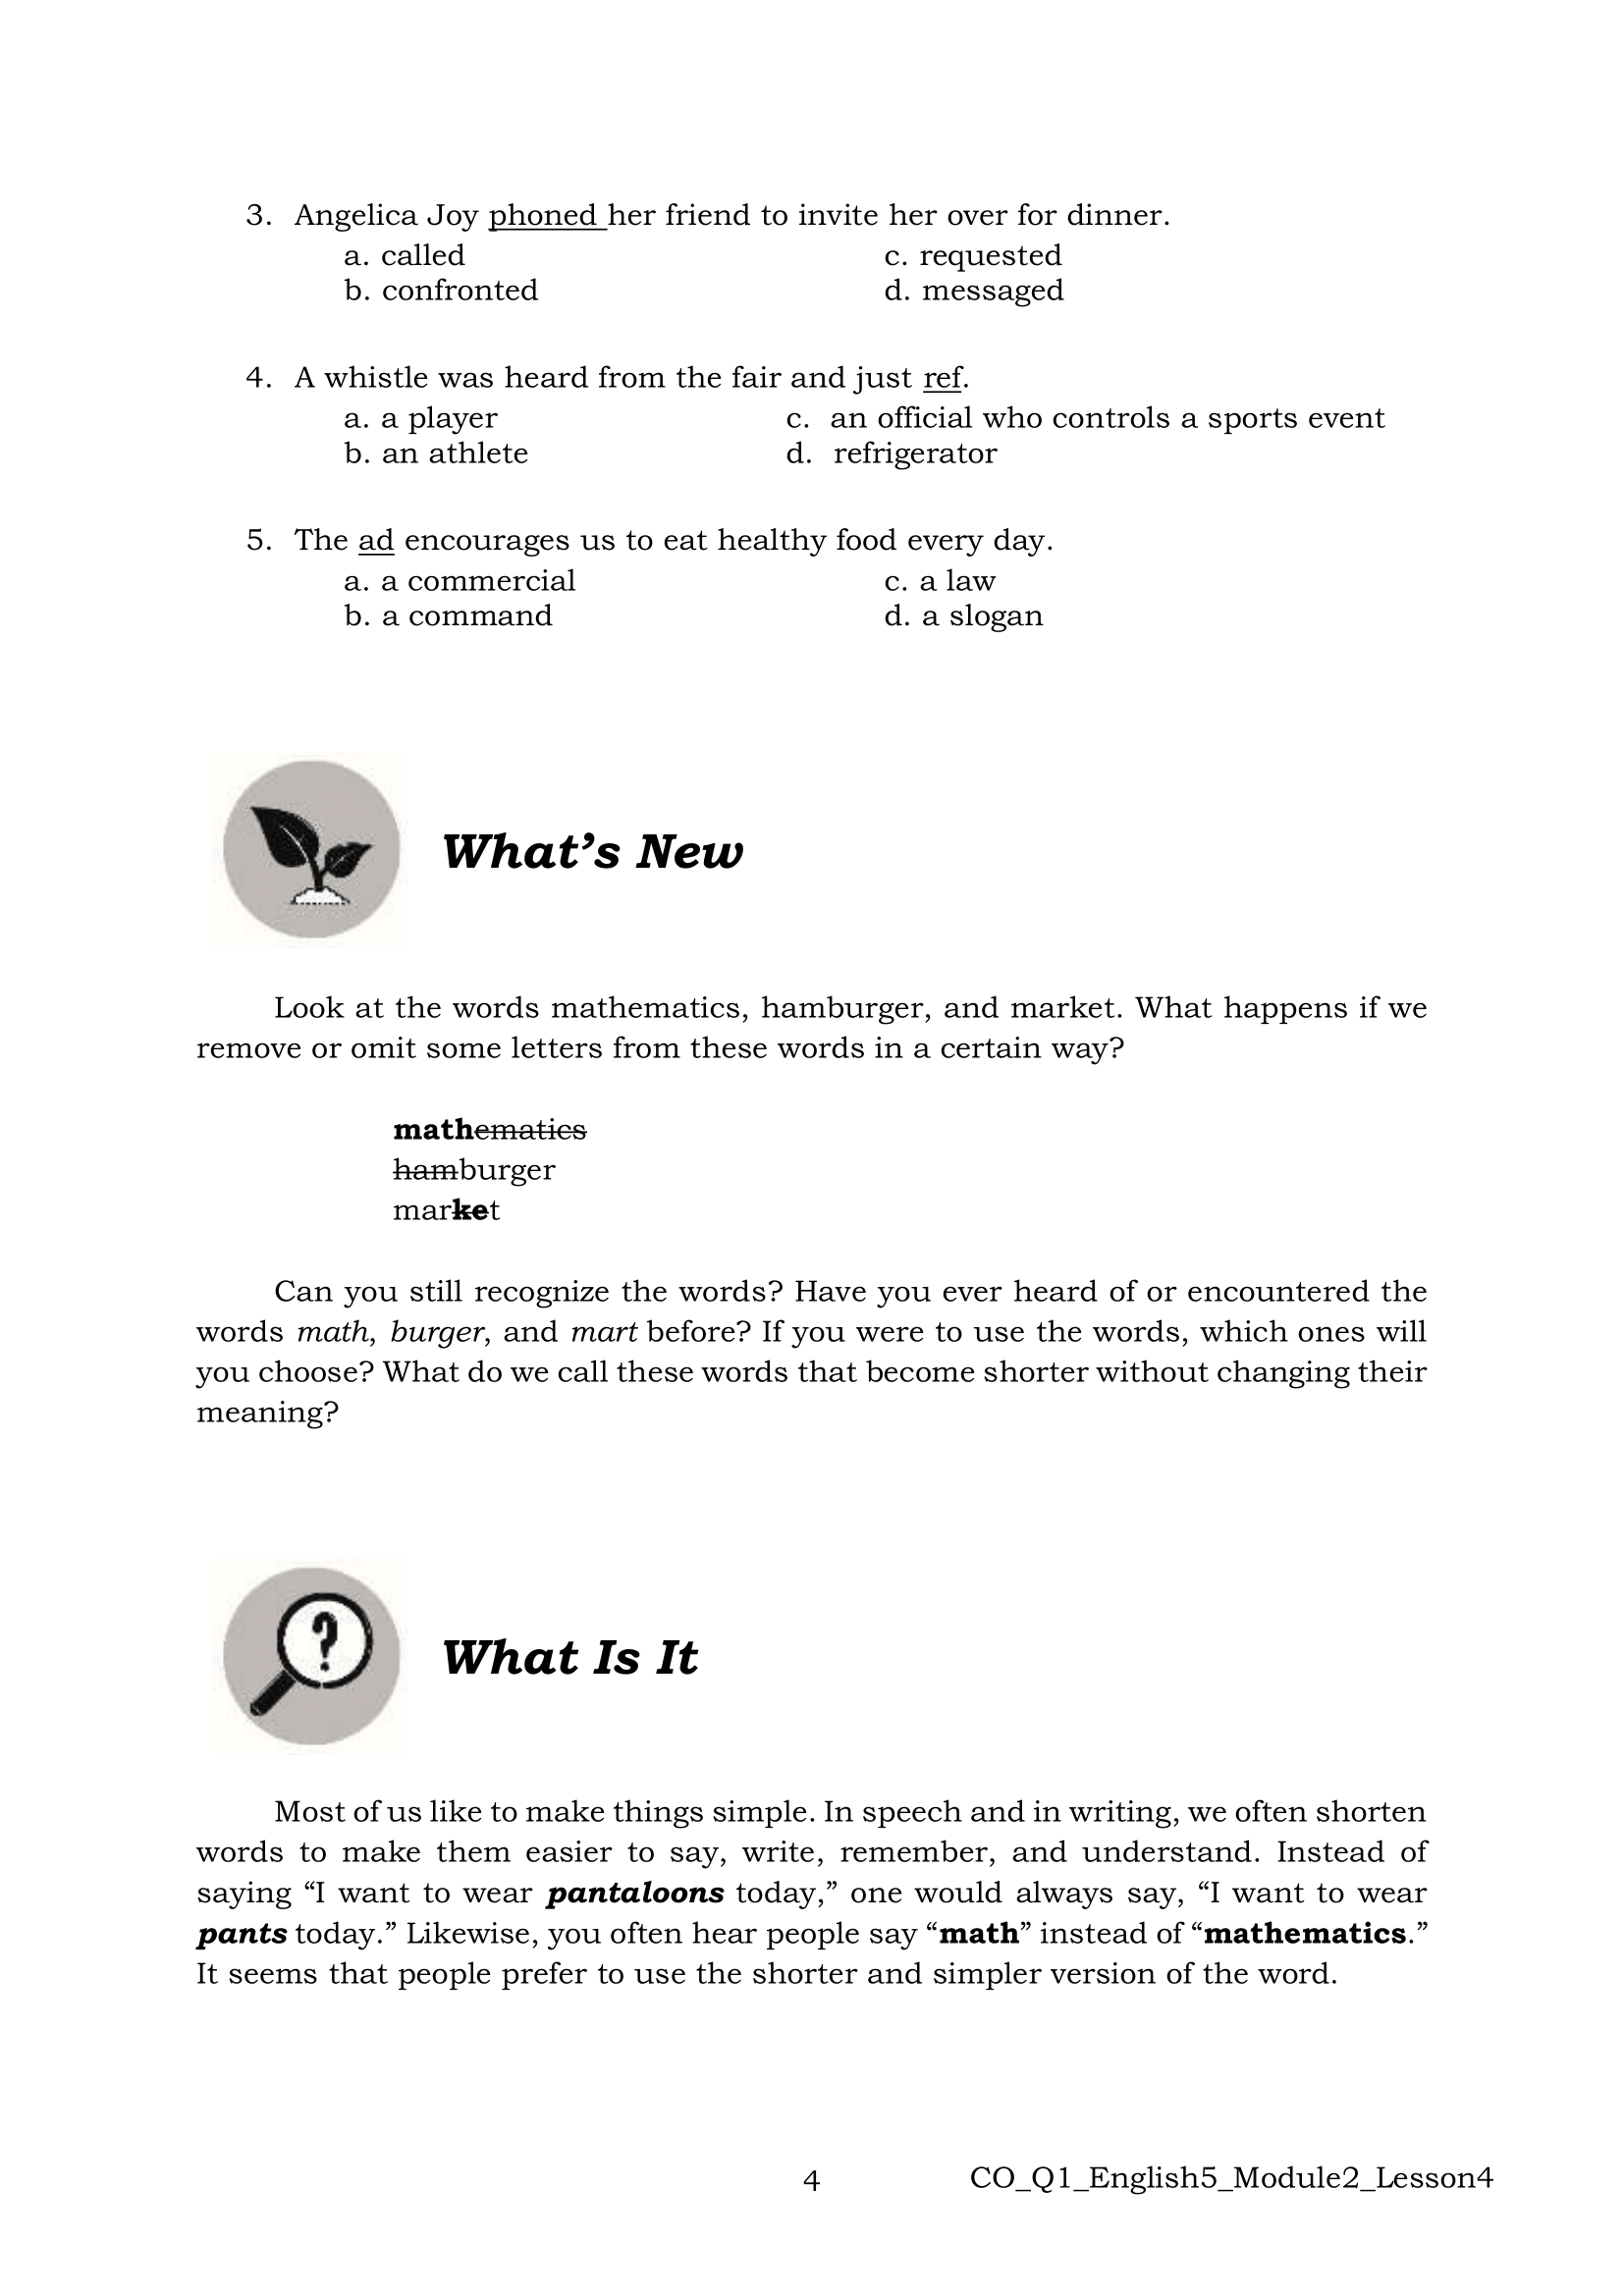 3. Angelica Joy phoned her friend to invite her over for dinner.
a. called c. requested
b. confronted d. messaged
4. A whistle was heard from the fair and just ref.
a. a player c. an official who controls a sports event
b. an athlete d. refrigerator
5. The ad encourages us to eat healthy food every day.
a. a commercial c. a law
b. a command d. a slogan
What’s New
Look at the words mathematics, hamburger, and market. What happens if we
remove or omit some letters from these words in a certain way?
mathematics
hamburger
market
Can you still recognize the words? Have you ever heard of or encountered the
words math, burger, and mart before? If you were to use the words, which ones will
you choose? What do we call these words that become shorter without changing their
meaning?
?
What Is It
Most of us like to make things simple. In speech and in writing, we often shorten
words to make them easier to say, write, remember, and understand. Instead of
saying “I want to wear pantaloons today,” one would always say, “I want to wear
pants today.” Likewise, you often hear people say “math” instead of “mathematics.”
It seems that people prefer to use the shorter and simpler version of the word.
4 CO_Q1_English5_Module2_Lesson4